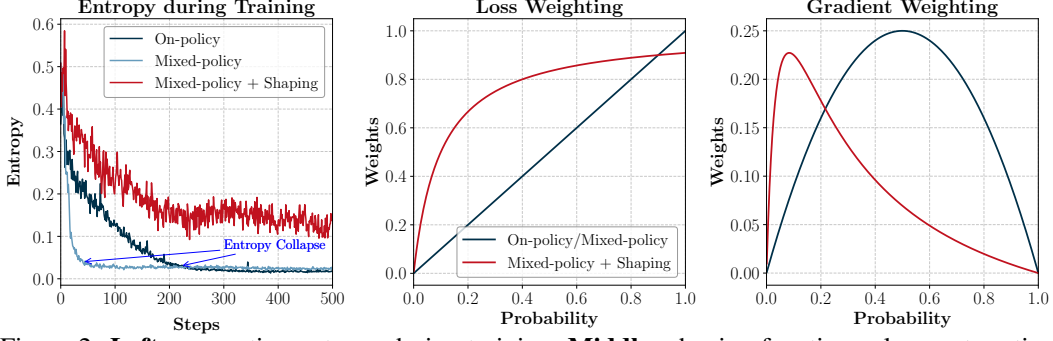 Entropy during Training
0.6
0.5
0.4
0.3
0.2
0.1
0.0
Entropy
On-policy
Mixed-policy
Mixed-policy + Shaping
Entropy Collapse
0 100 200 300 400 500
Steps
Loss Weighting
1.0
0.8
0.6
0.4
0.2
0.0
Weights
On-policy/Mixed-policy
Mixed-policy + Shaping
0.0 0.2 0.4 0.6 0.8 1.0
Probability
Gradient Weighting
0.25
0.20
0.15
0.10
0.05
0.00
Weights
0.0 0.2 0.4 0.6 0.8 1.0
Probability